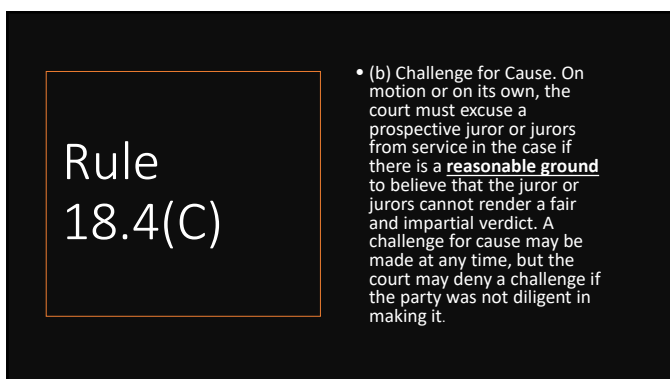 Rule
18.4(C)
• (b) Challenge for Cause. On
motion or on its own, the
court must excuse a
prospective juror or jurors
from service in the case if
there is a reasonable ground
to believe that the juror or
jurors cannot render a fair
and impartial verdict. A
challenge for cause may be
made at any time, but the
court may deny a challenge if
the party was not diligent in
making it.